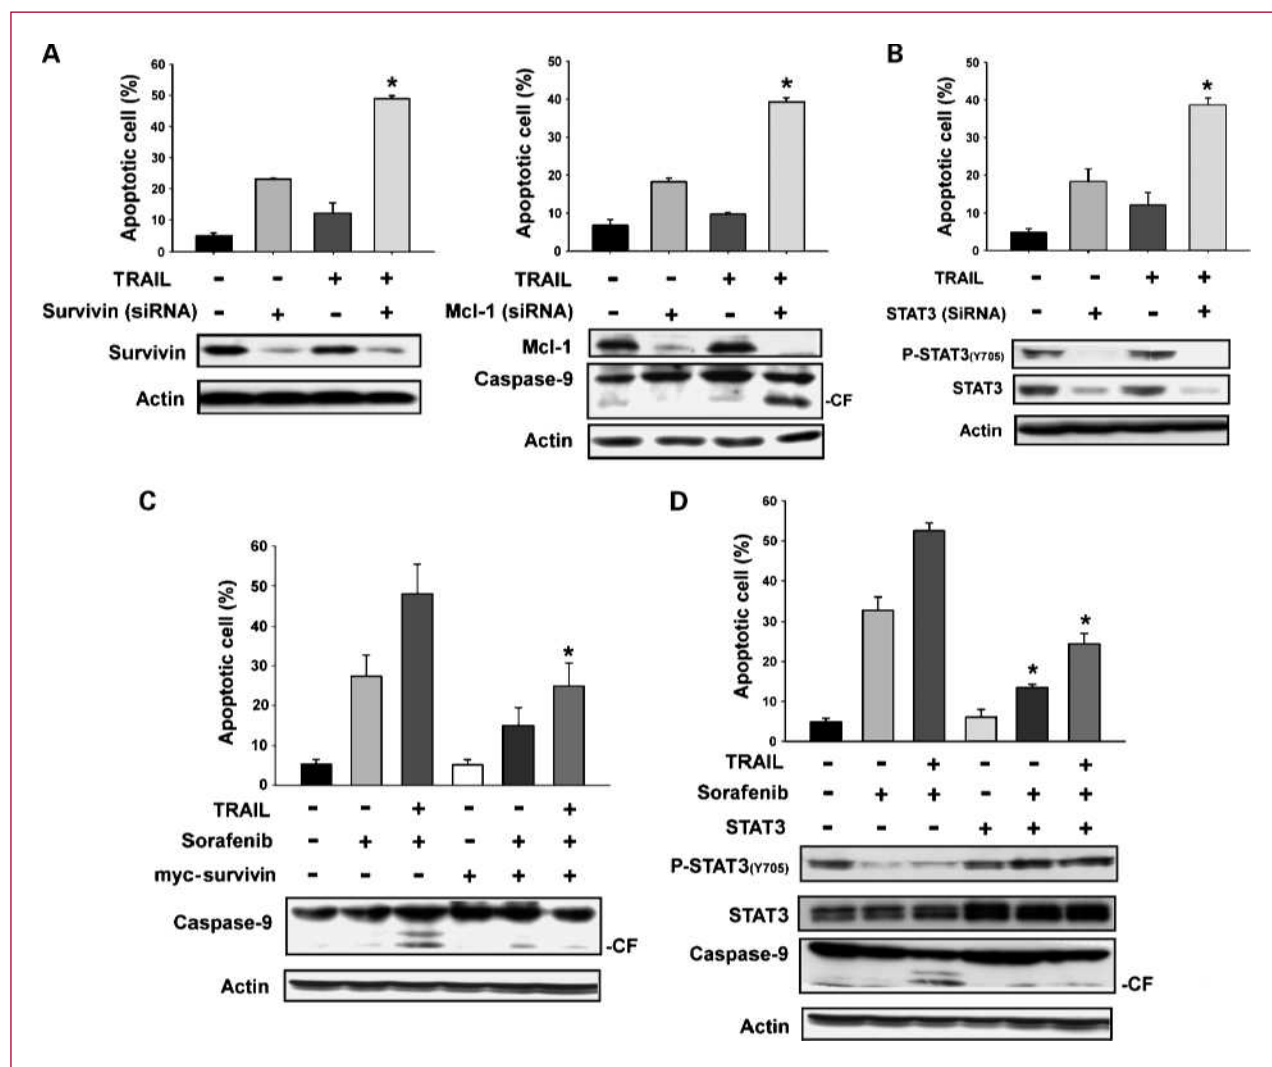 A
Apoptotic cell (%)
60
50
40
30
20
10
0
*
TRAIL - - + +
Survivin (siRNA) - + - +
Survivin
Actin
Apoptotic cell (%)
50
40
30
20
10
0
*
TRAIL - - + +
Mcl-1 (siRNA) - + - +
Mcl-1
Caspase-9
-CF
Actin
B
Apoptotic cell (%)
50
40
30
20
10
0
*
TRAIL - - + +
STAT3 (SiRNA) - + - +
P-STAT3(Y705)
STAT3
Actin
C
Apoptotic cell (%)
60
50
40
30
20
10
0
*
TRAIL - - + - - +
Sorafenib - + + - + +
myc-survivin - - - + + +
Caspase-9
-CF
Actin
D
Apoptotic cell (%)
60
50
40
30
20
10
0
*
*
TRAIL - - + - - +
Sorafenib - + + - + +
STAT3 - - - + + +
P-STAT3(Y705)
STAT3
Caspase-9
-CF
Actin